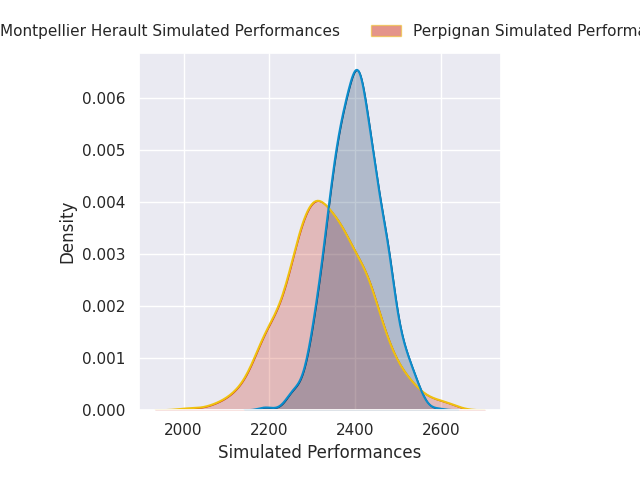 Montpellier Herault Simulated Performances
Perpignan Simulated
0.006
0.005
0.004
0.003
0.002
0.001
0.000
Density
2000 2200 2400 2600
Simulated Performances